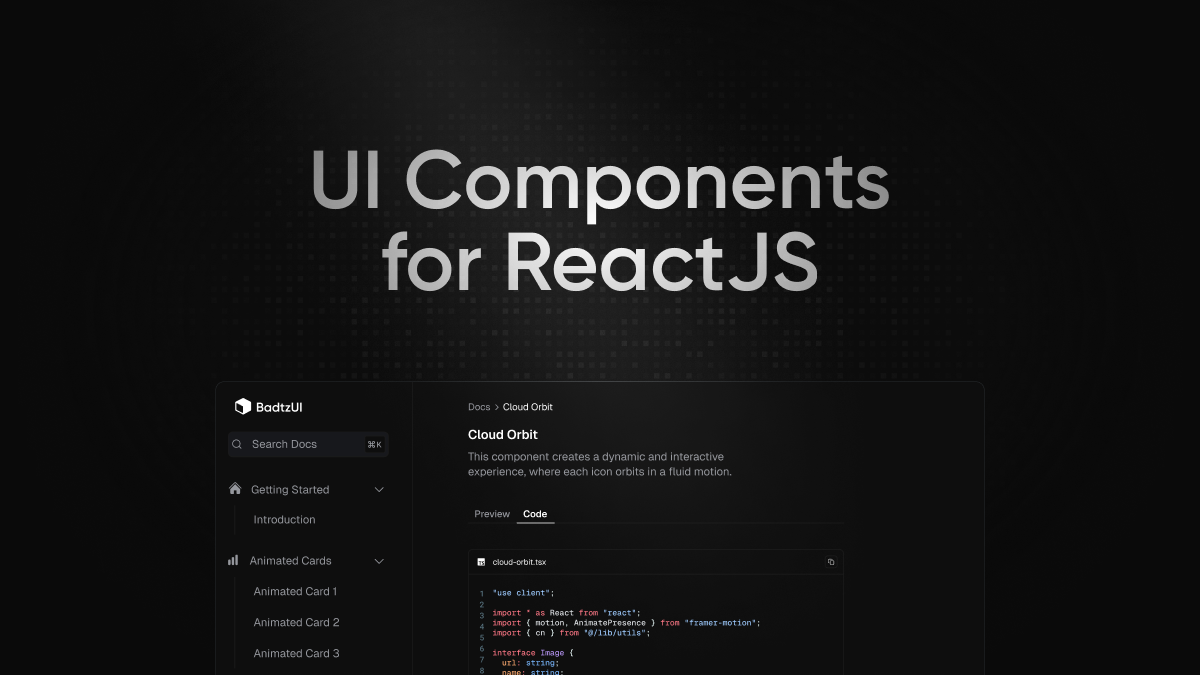 UI Components
for ReactJS
BadtzUI
Search Docs ⌘K
Getting Started
Introduction
Animated Cards
Animated Card 1
Animated Card 2
Animated Card 3
Docs > Cloud Orbit
Cloud Orbit
This component creates a dynamic and interactive
experience, where each icon orbits in a fluid motion.
Preview Code
TS cloud-orbit.tsx
1 "use client";
2
3 import * as React from "react";
4 import { motion, AnimatePresence } from "framer-motion";
5 import { cn } from "@/lib/utils";
6 interface Image {
7 url: string;
8 name: string;